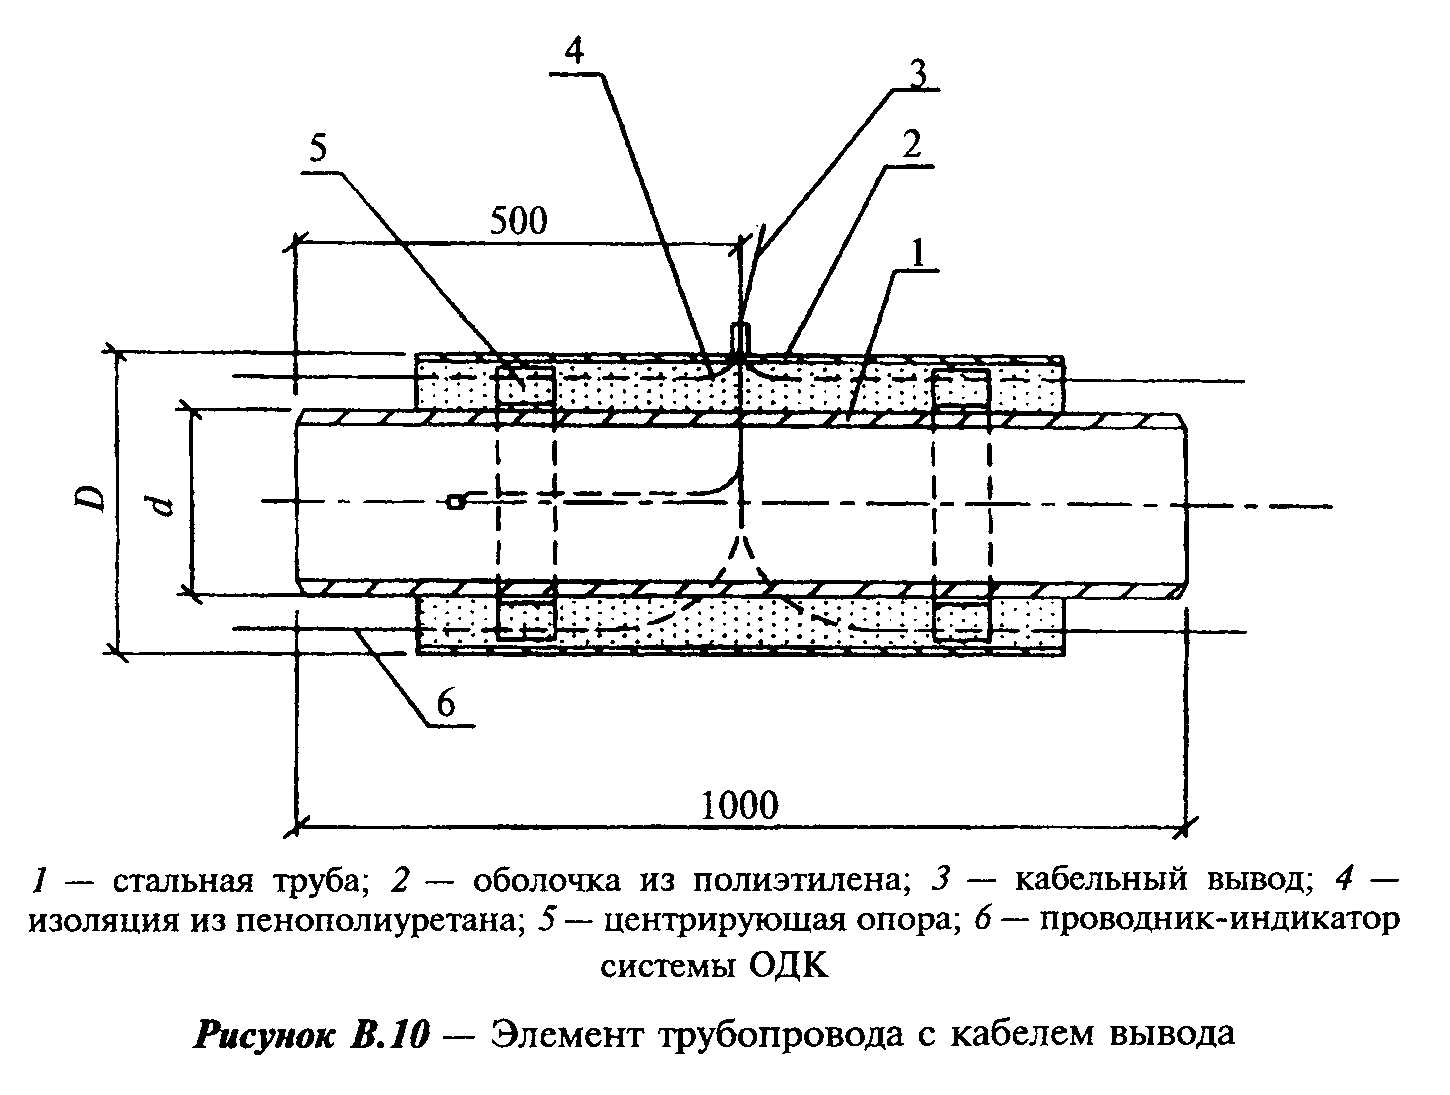 4
3
5
2
500
1
D
d
6
1000
1 — стальная труба; 2 — оболочка из полиэтилена; 3 — кабельный вывод; 4 —
изоляция из пенополиуретана; 5 — центрирующая опора; 6 — проводник-индикатор
системы ОДК
Рисунок В.10 — Элемент трубопровода с кабелем вывода